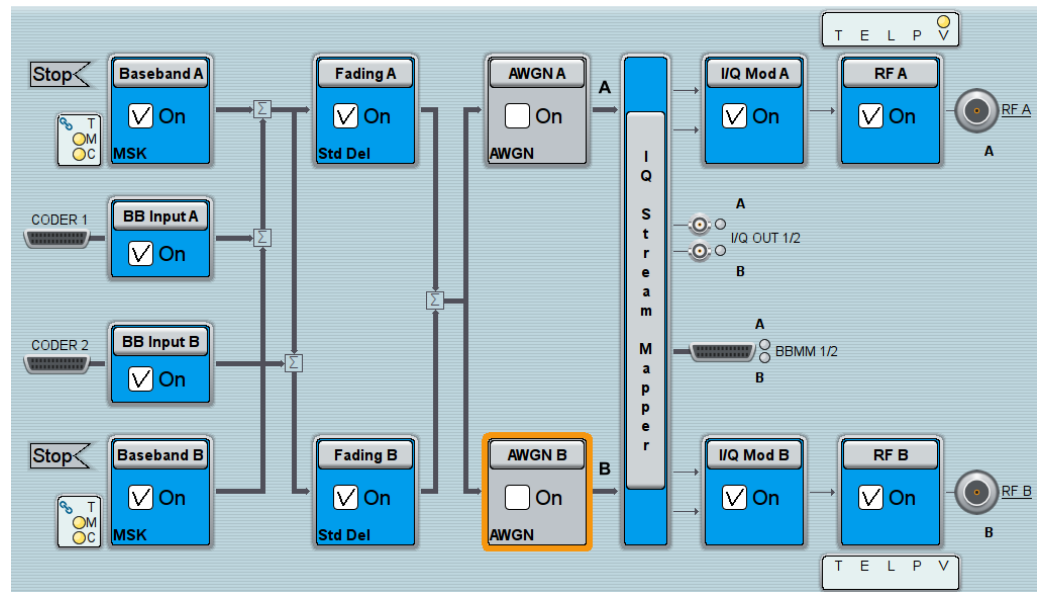 T E L P V
Stop
Baseband A
On
MSK
T
M
C
Fading A
On
Std Del
AWGN A
On
AWGN
A
I/Q Mod A
On
RF A
On
RF A
A
CODER 1
BB Input A
On
CODER 2
BB Input B
On
Σ
Σ
Σ
Σ
I
Q
S
t
r
e
a
m
M
a
p
p
e
r
A
I/Q OUT 1/2
B
A
BBMM 1/2
B
Stop
Baseband B
On
MSK
T
M
C
Fading B
On
Std Del
AWGN B
On
AWGN
B
I/Q Mod B
On
RF B
On
RF B
B
T E L P V